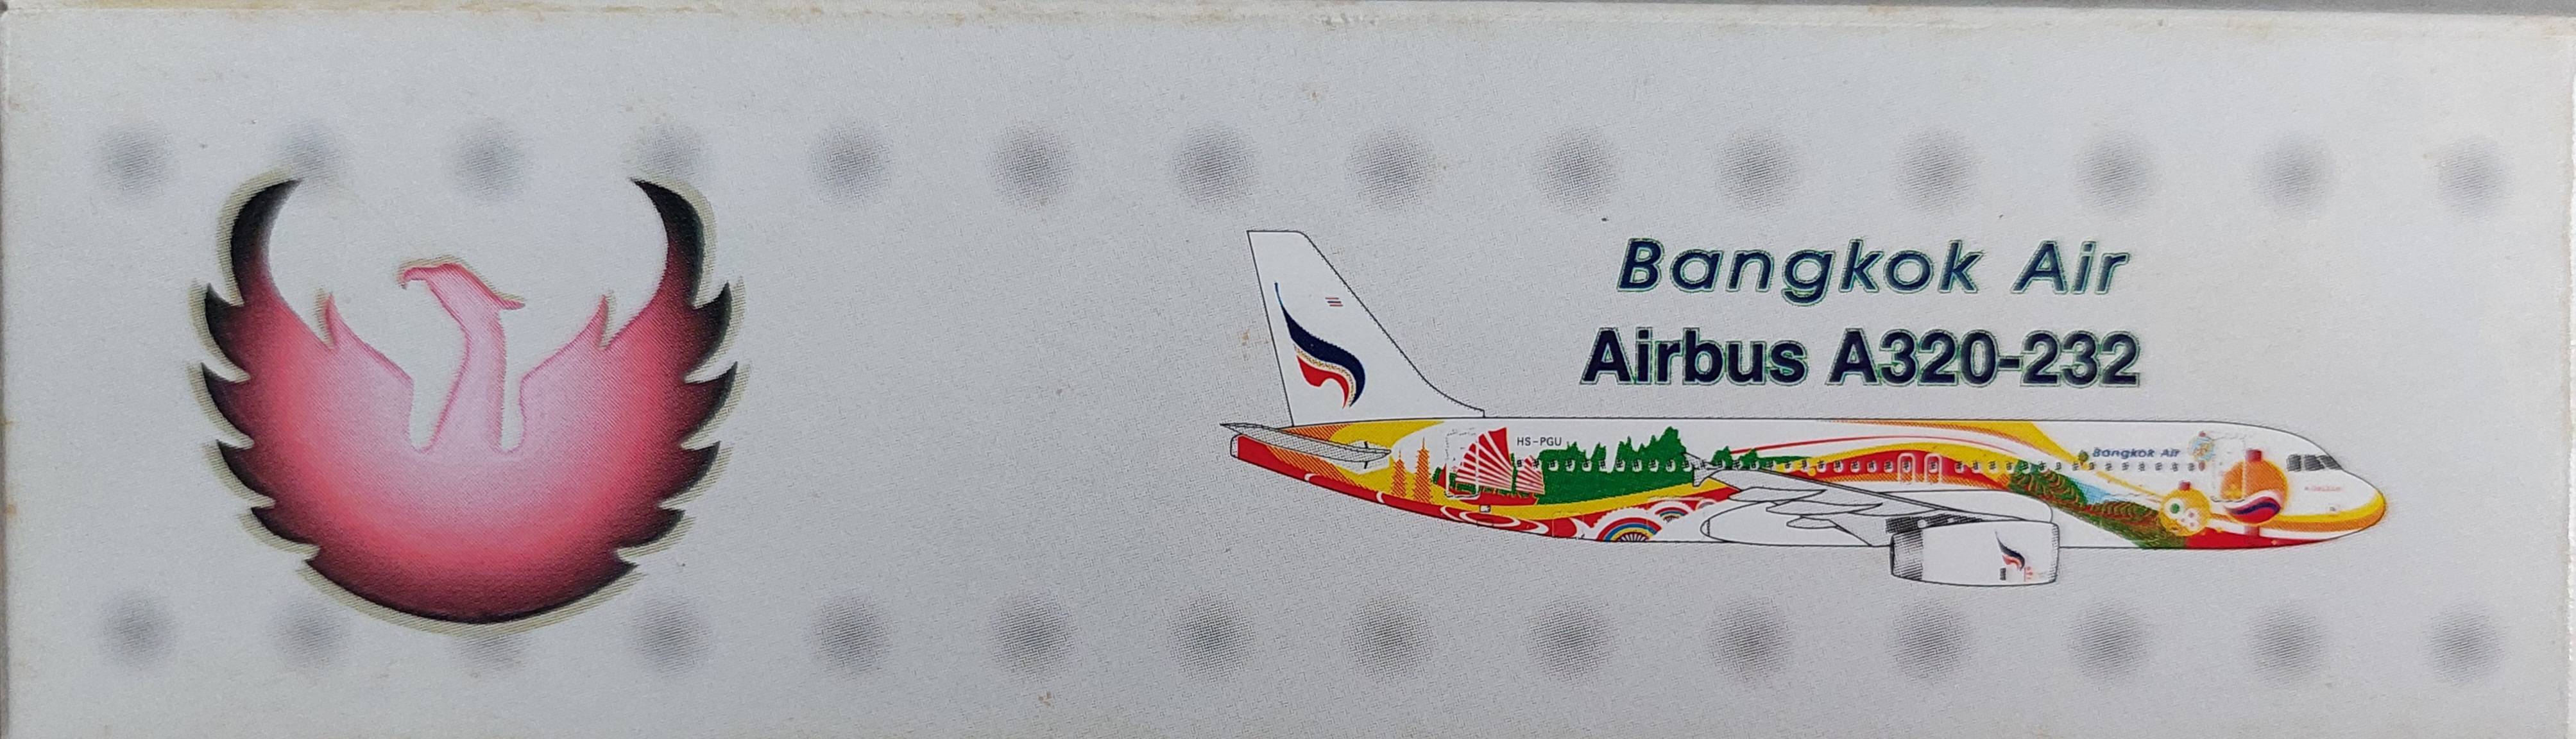 Bangkok Air
Airbus A320-232
HS-PGU
Bangkok Air